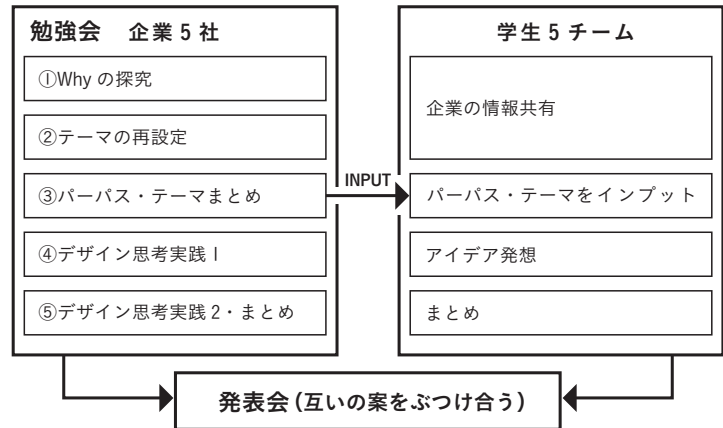 勉強会 企業5社
①Why の探究
②テーマの再設定
③パーパス・テーマまとめ
④デザイン思考実践1
⑤デザイン思考実践2・まとめ
INPUT
学生5チーム
企業の情報共有
パーパス・テーマをインプット
アイデア発想
まとめ
発表会(互いの案をぶつけ合う)